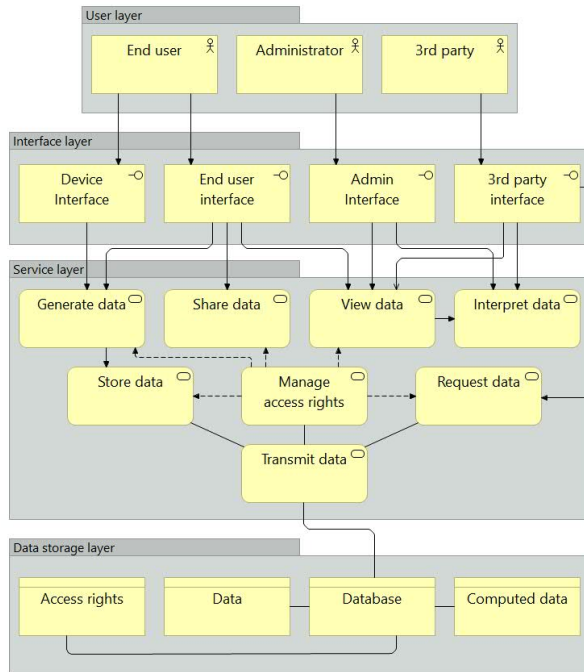 User layer
End user
Administrator
3rd party
Interface layer
Device
Interface
End user
interface
Admin
Interface
3rd party
interface
Service layer
Generate data
Share data
View data
Interpret data
Store data
Manage
access rights
Request data
Transmit data
Data storage layer
Access rights
Data
Database
Computed data